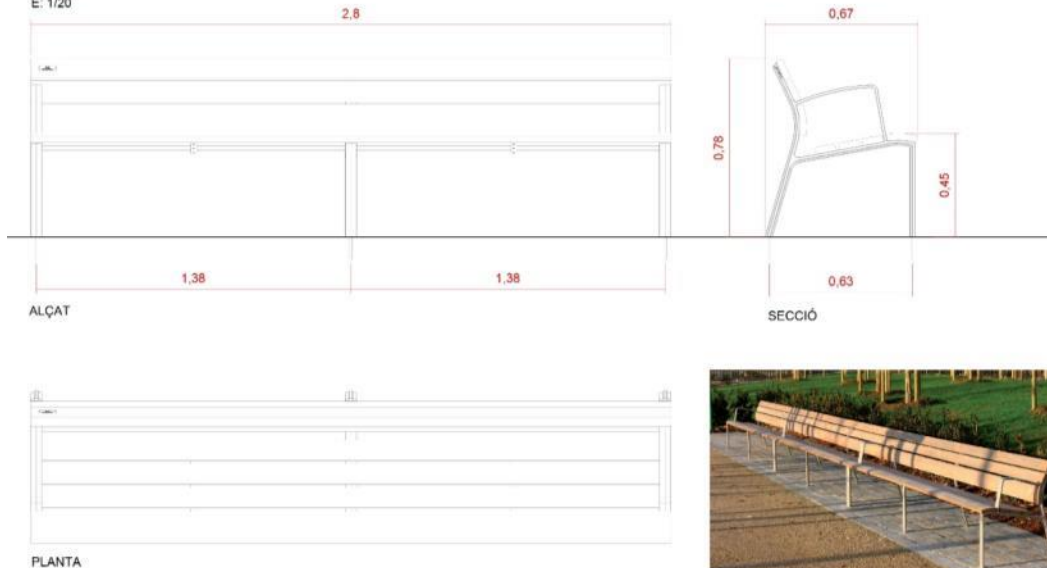 E: 1/20
2,8
0,67
0,78
0,45
1,38
1,38
0,63
ALÇAT
SECCIÓ
PLANTA